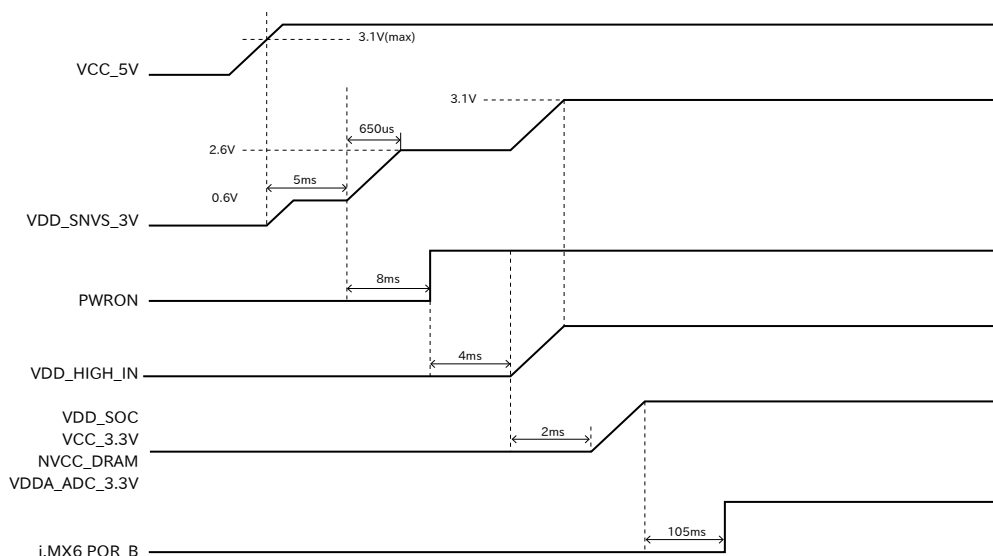 3.1V(max)
VCC_5V
3.1V
650us
2.6V
5ms
0.6V
VDD_SNVS_3V
8ms
PWRON
4ms
VDD_HIGH_IN
VDD_SOC
VCC_3.3V
2ms
NVCC_DRAM
VDDA_ADC_3.3V
105ms
i.MX6 POR_B